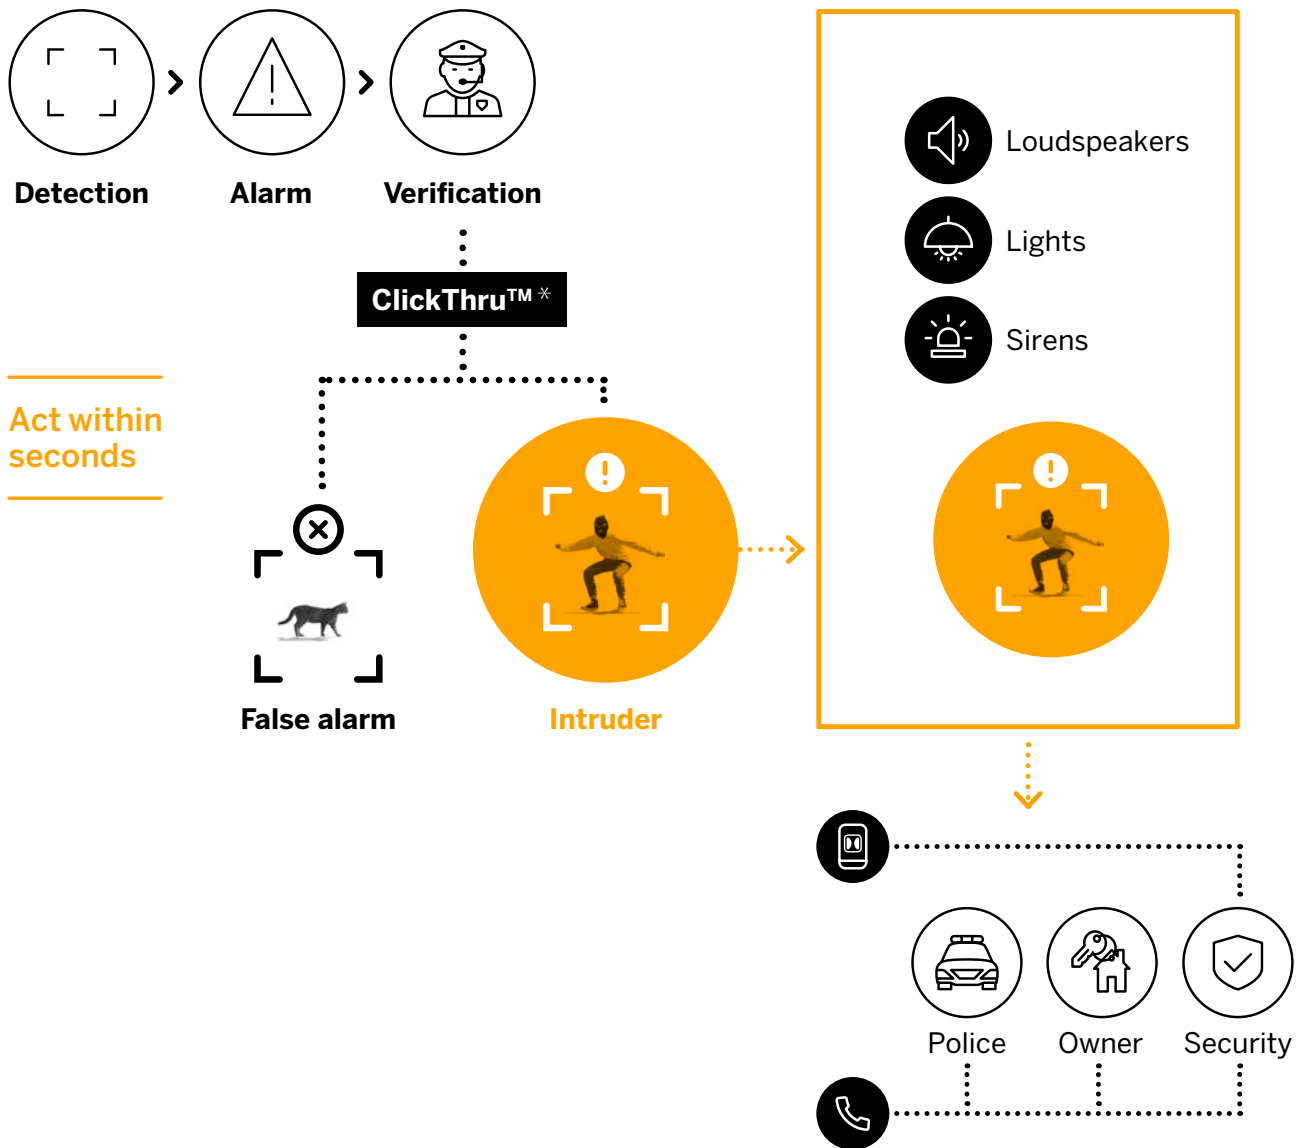 Detection
Alarm
Verification
ClickThru™ *
Act within
seconds
False alarm
Intruder
Loudspeakers
Lights
Sirens
Police
Owner
Security